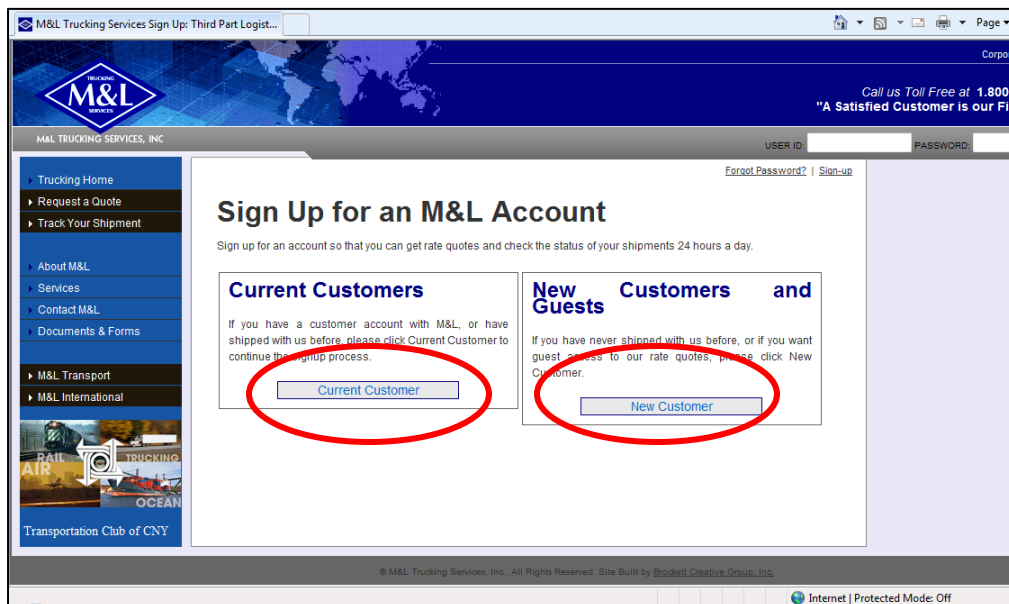 M&L Trucking Services Sign Up: Third Part Logist...
Page
Corpo
TRUCKING
M&L
SERVICES
Call us Toll Free at 1.800
"A Satisfied Customer is our Fi
M&L TRUCKING SERVICES, INC
USER ID:
PASSWORD:
Forgot Password? | Sign-up
Trucking Home
Request a Quote
Track Your Shipment
About M&L
Services
Contact M&L
Documents & Forms
M&L Transport
M&L International
RAIL
AIR
TRUCKING
OCEAN
Transportation Club of CNY
Sign Up for an M&L Account
Sign up for an account so that you can get rate quotes and check the status of your shipments 24 hours a day.
Current Customers
If you have a customer account with M&L, or have
shipped with us before, please click Current Customer to
continue the signup process.
Current Customer
New Customers and
Guests
If you have never shipped with us before, or if you want
guest access to our rate quotes, please click New
Customer.
New Customer
© M&L Trucking Services, Inc., All Rights Reserved. Site Built by Brockett Creative Group, Inc.
Internet | Protected Mode: Off